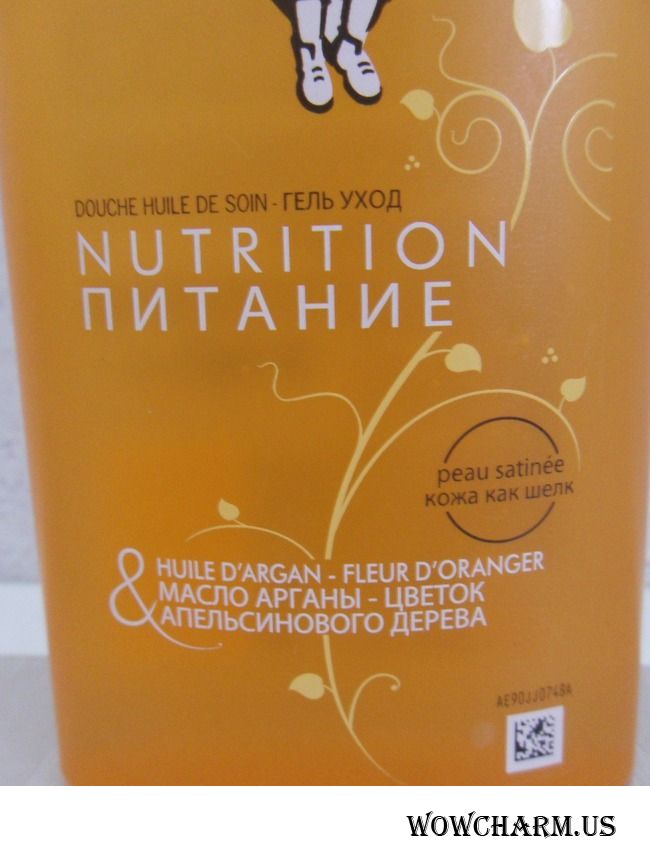 DOUCHE HUILE DE SOIN - ГЕЛЬ УХОД
NUTRITION
ПИТАНИЕ
peau satinée
кожа как шелк
& HUILE D'ARGAN - FLEUR D'ORANGER
МАСЛО АРГАНЫ - ЦВЕТОК
АПЕЛЬСИНОВОГО ДЕРЕВА
AE90JJ0748A
WOWCHARM.US